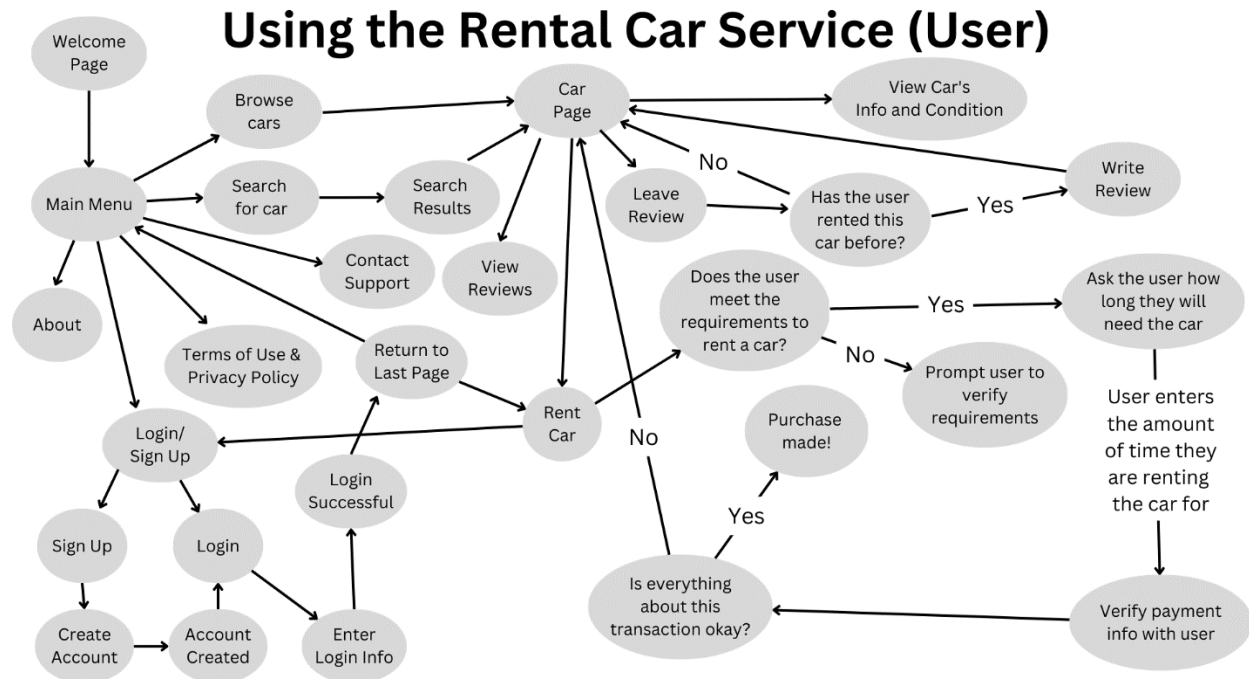 Using the Rental Car Service (User)
Welcome
Page
Browse
cars
Car
Page
View Car's
Info and Condition
Main Menu
Search
for car
Search
Results
Leave
Review
No
Has the user
rented this
car before?
Yes
Write
Review
Contact
Support
View
Reviews
About
Terms of Use &
Privacy Policy
Return to
Last Page
Does the user
meet the
requirements to
rent a car?
Yes
Ask the user how
long they will
need the car
No
Prompt user to
verify
requirements
Rent
Car
Login/
Sign Up
Login
Successful
No
Purchase
made!
Yes
User enters
the amount
of time they
are renting
the car for
Sign Up
Login
Create
Account
Account
Created
Enter
Login Info
Is everything
about this
transaction okay?
Verify payment
info with user